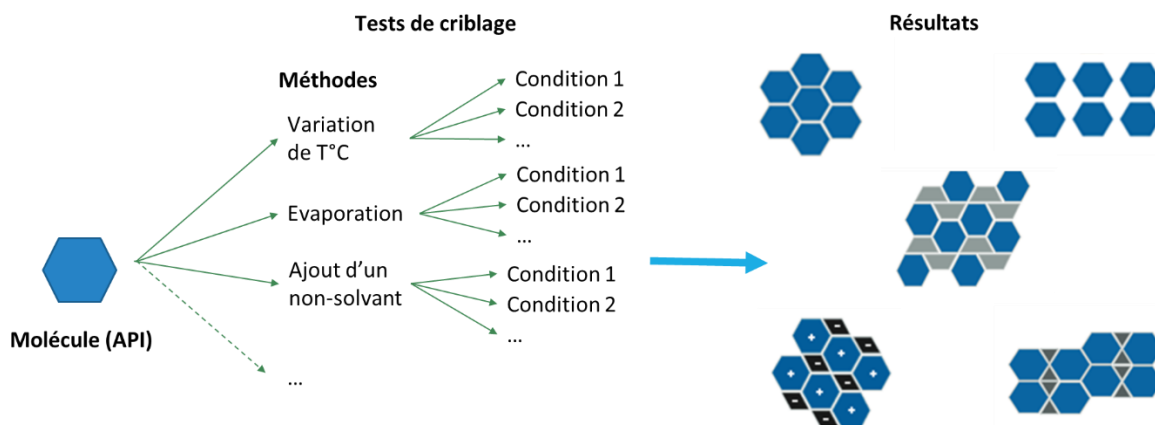 Tests de criblage
Résultats
Méthodes
Variation
de T°C
Condition 1
Condition 2
...
Evaporation
Condition 1
Condition 2
...
Ajout d’un
non-solvant
Condition 1
Condition 2
...
...
Molécule (API)
+
+
+
+
+
+
-
-
-
-
-
-